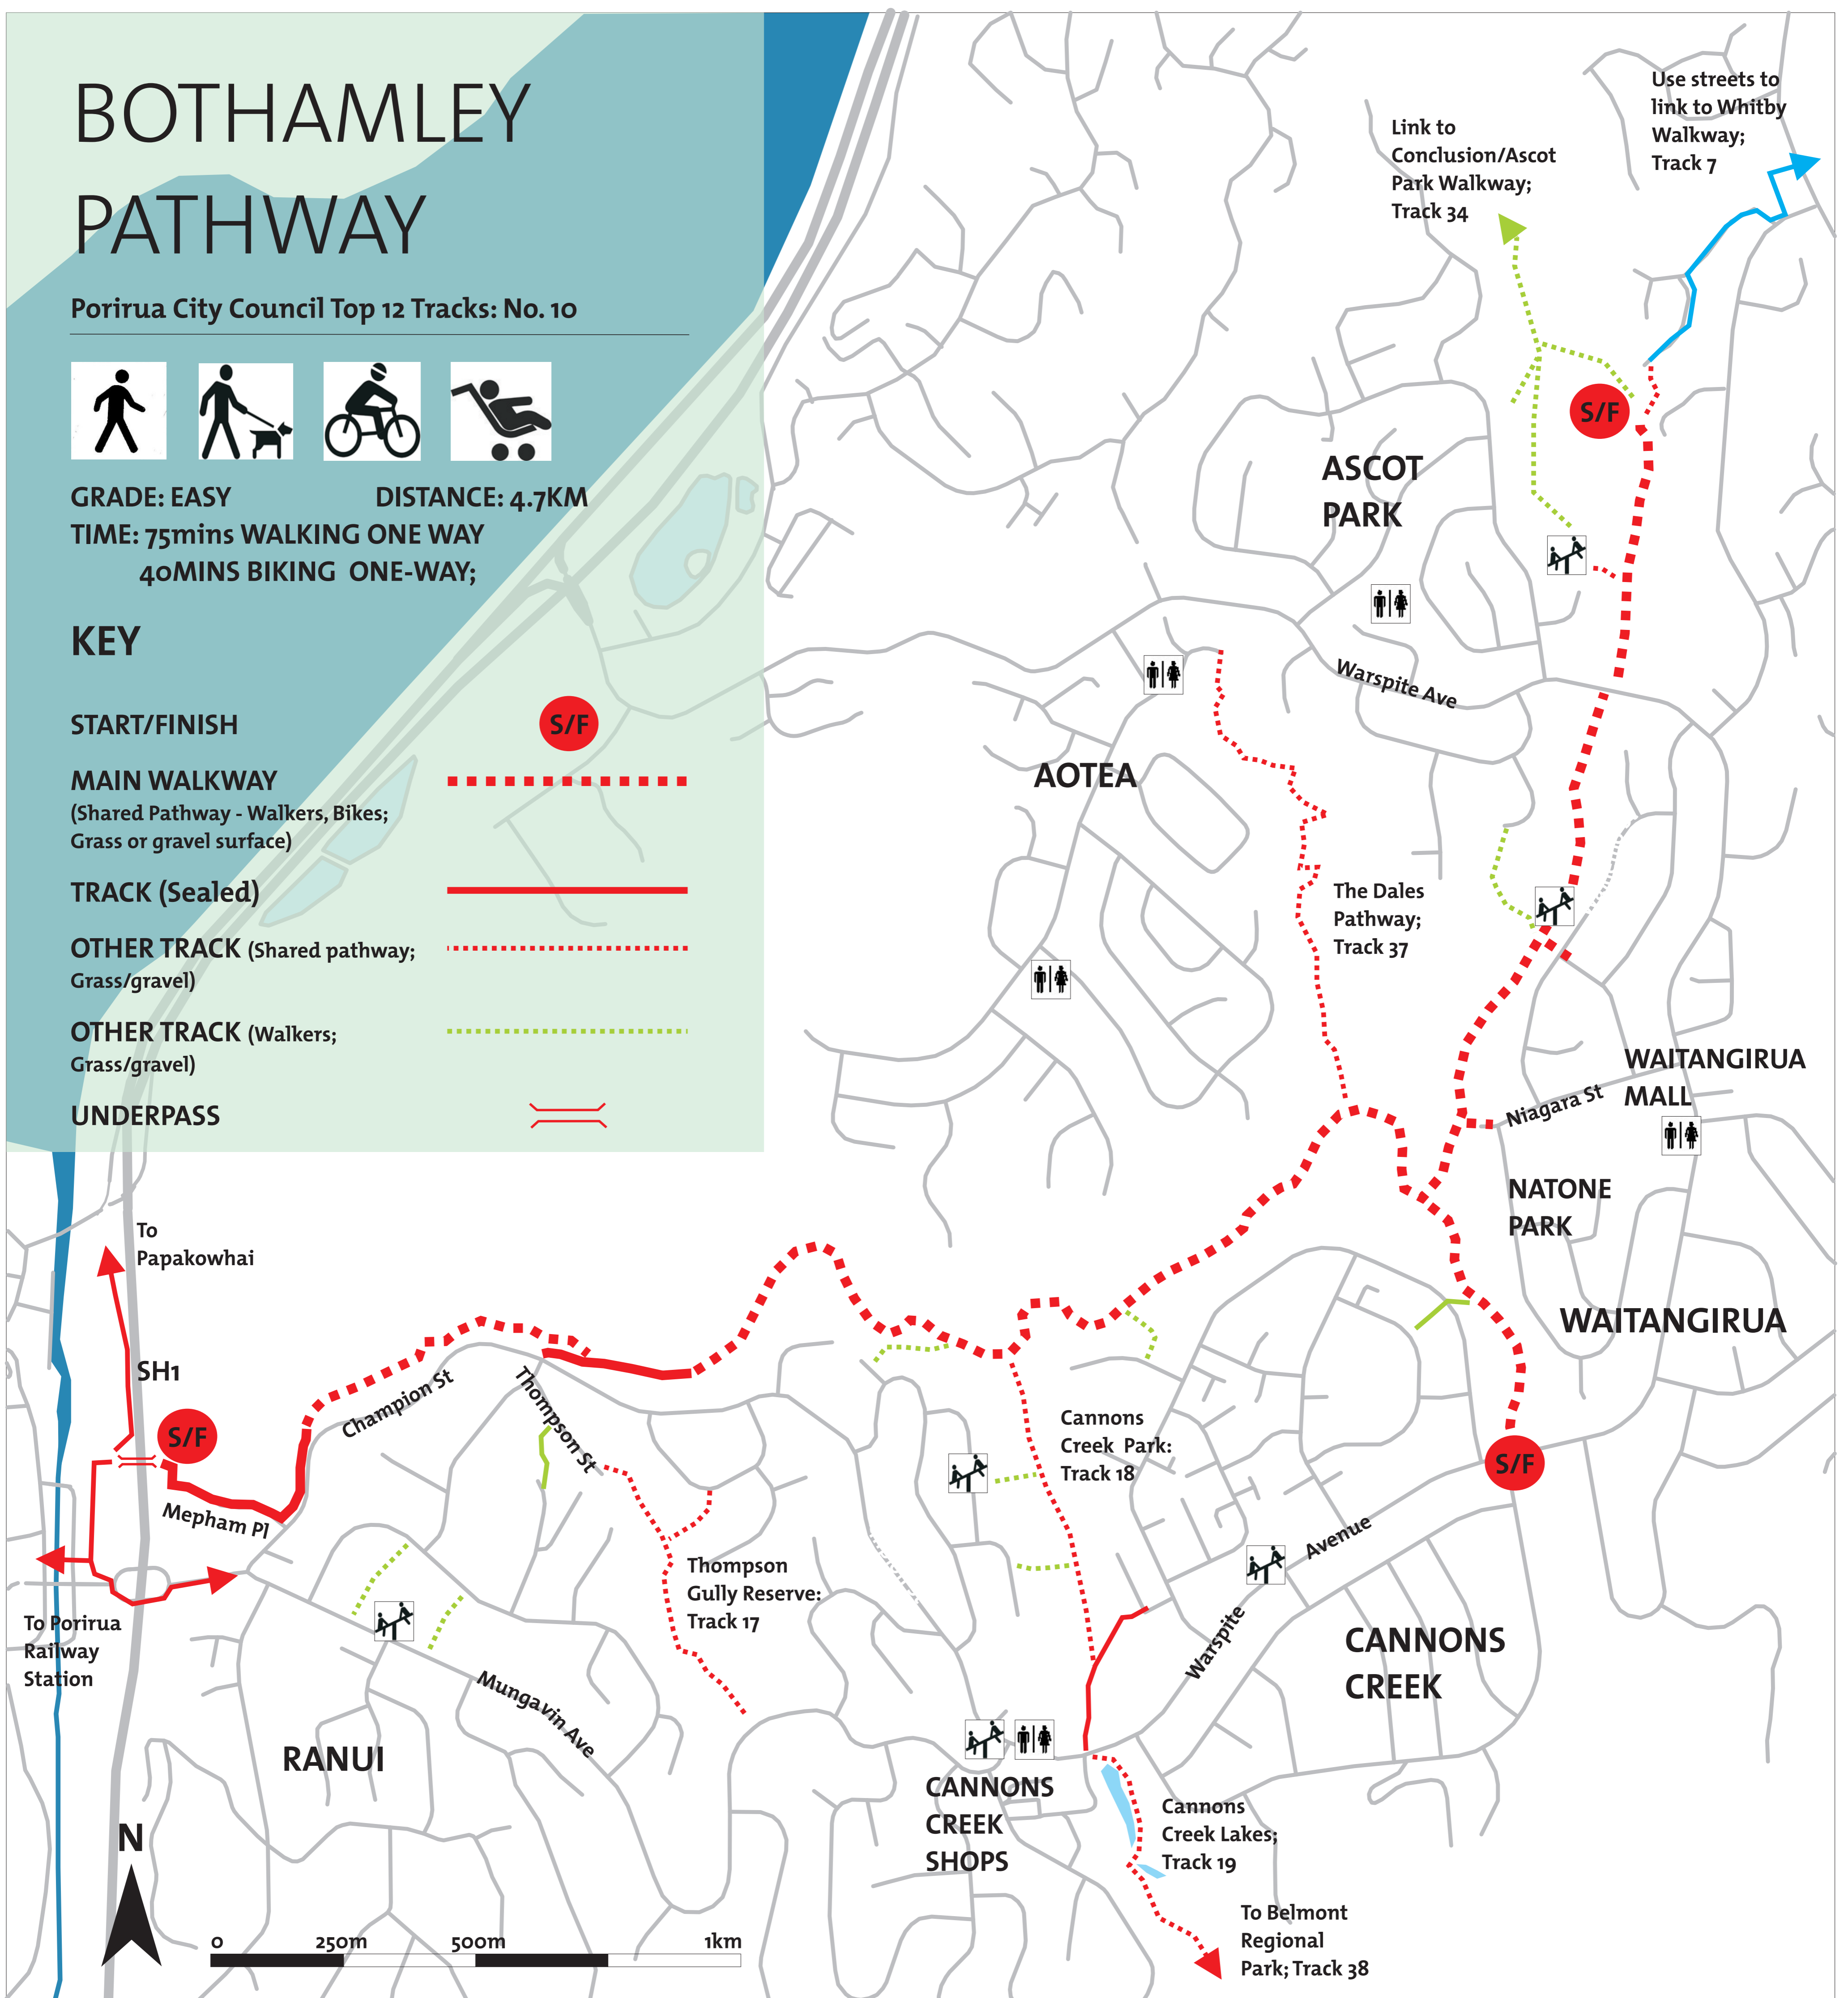 BOTHAMLEY
PATHWAY
Porirua City Council Top 12 Tracks: No. 10
GRADE: EASY DISTANCE: 4.7KM
TIME: 75mins WALKING ONE WAY
40MINS BIKING ONE-WAY;
KEY
START/FINISH S/F
MAIN WALKWAY
(Shared Pathway - Walkers, Bikes;
Grass or gravel surface)
TRACK (Sealed)
OTHER TRACK (Shared pathway;
Grass/gravel)
OTHER TRACK (Walkers;
Grass/gravel)
UNDERPASS
Use streets to
link to Whitby
Walkway;
Track 7
Link to
Conclusion/Ascot
Park Walkway;
Track 34
S/F
ASCOT
PARK
Warspite Ave
AOTEA
The Dales
Pathway;
Track 37
WAITANGIRUA
MALL
Niagara St
NATONE
PARK
WAITANGIRUA
To
Papakowhai
SH1
S/F
Champion St
Thompson St
Mepham Pl
Cannons
Creek Park:
Track 18
S/F
Avenue
Warspite
Thompson
Gully Reserve:
Track 17
To Porirua
Railway
Station
CANNONS
CREEK
Mungavin Ave
RANUI
CANNONS
CREEK
SHOPS
Cannons
Creek Lakes;
Track 19
To Belmont
Regional
Park; Track 38
N
0 250m 500m 1km